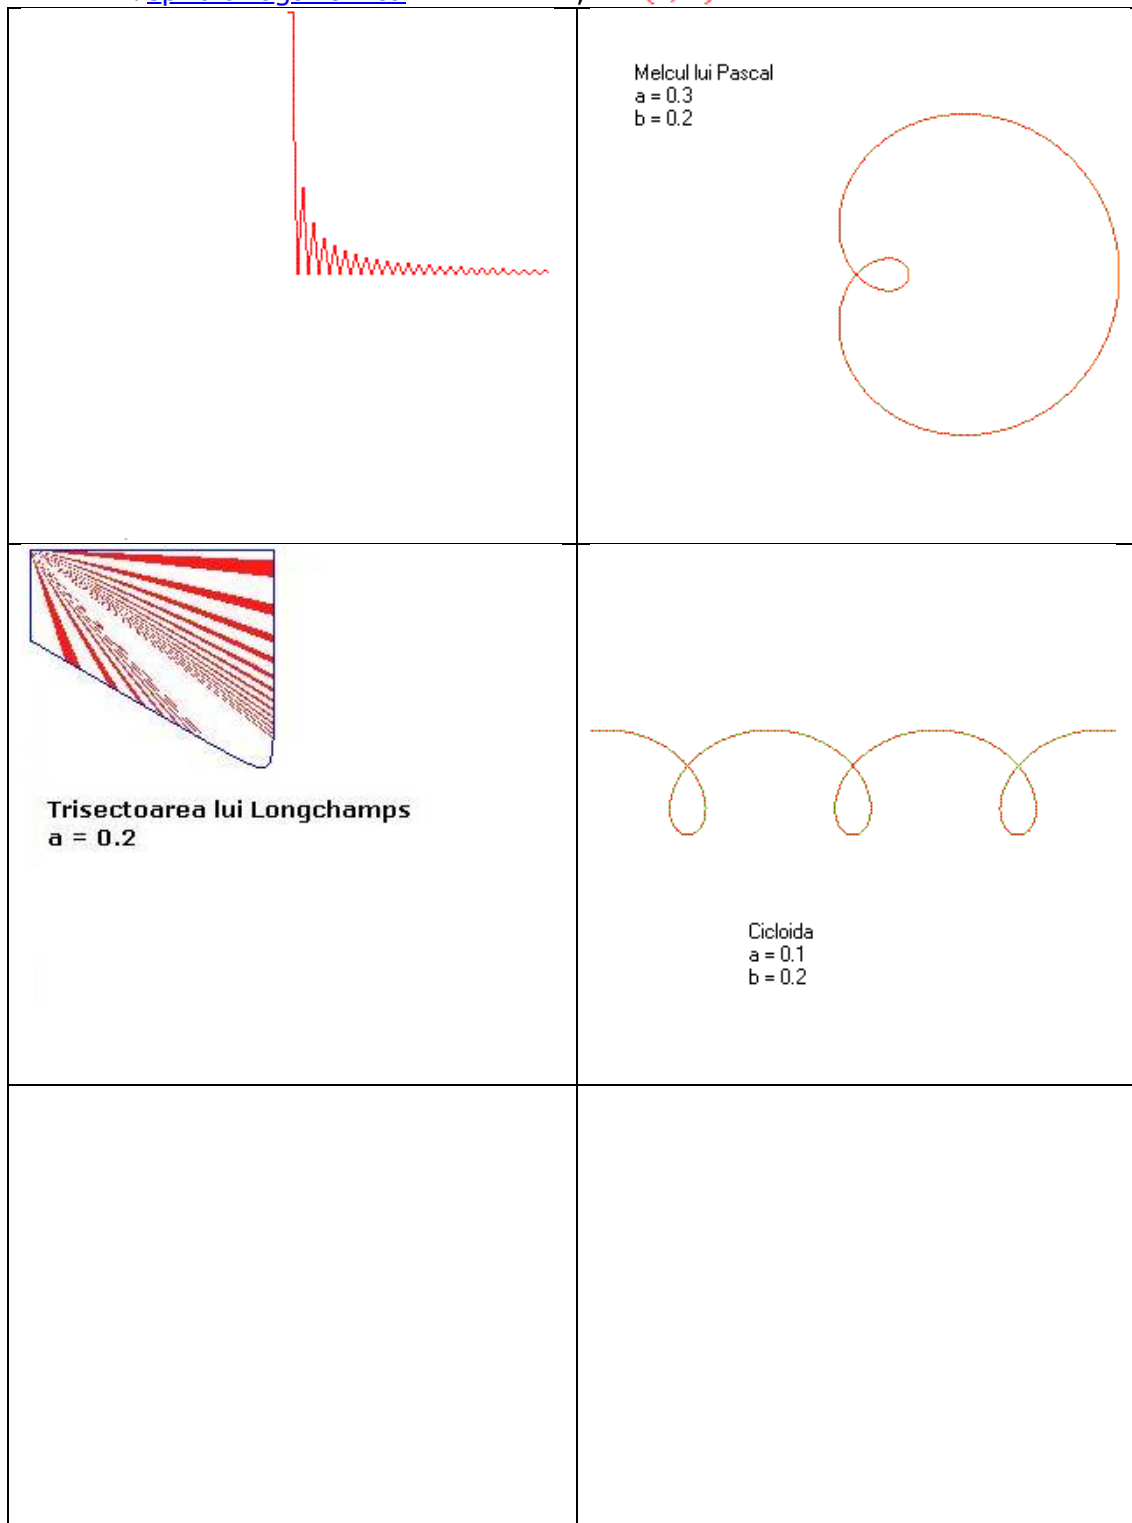 Melcul lui Pascal
a = 0.3
b = 0.2
Trisectoarea lui Longchamps
a = 0.2
Cicloida
a = 0.1
b = 0.2